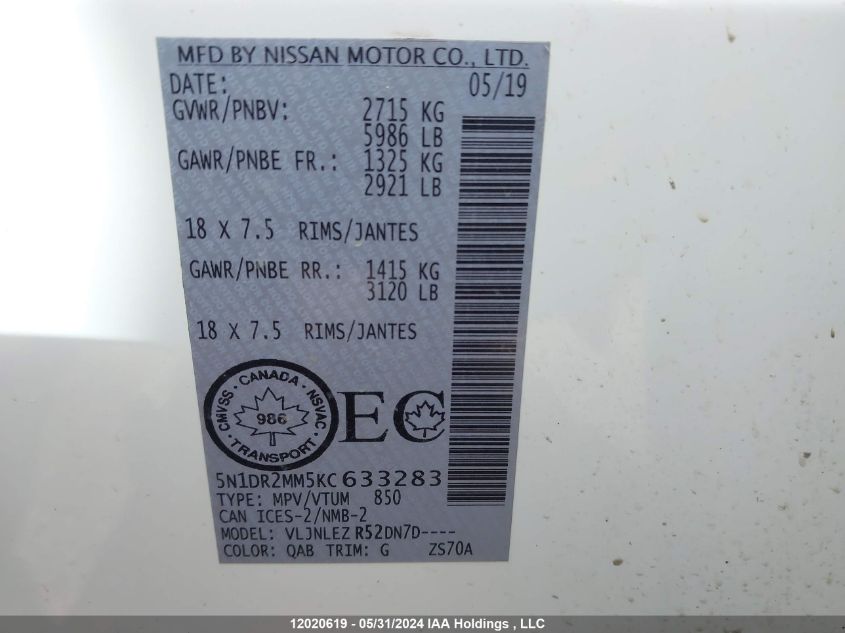 MFD BY NISSAN MOTOR CO., LTD.
DATE: 05/19
GVWR/PNBV: 2715 KG
5986 LB
GAWR/PNBE FR.: 1325 KG
2921 LB
18 X 7.5 RIMS/JANTES
GAWR/PNBE RR.: 1415 KG
3120 LB
18 X 7.5 RIMS/JANTES
CMVSS · CANADA · NSVAC
986
TRANSPORT
EC
5N1DR2MM5KC 633283
TYPE: MPV/VTUM 850
CAN ICES-2/NMB-2
MODEL: VLJNLEZ R52DN7D----
COLOR: QAB TRIM: G ZS70A
12020619 - 05/31/2024 IAA Holdings , LLC